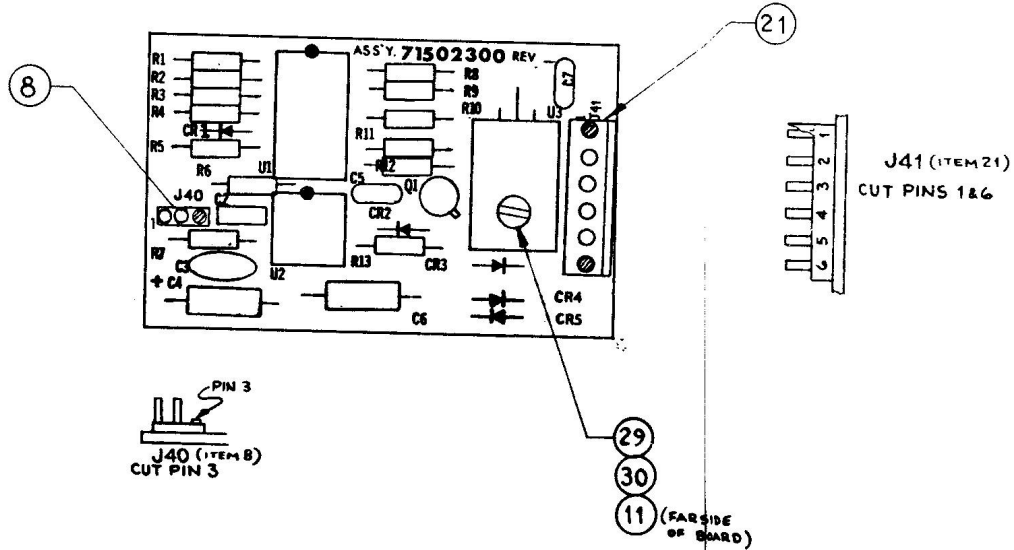 21
ASS'Y. 71502300 REV
8
R1
R2
R3
R4
CR1
R5
R6
U1
J40
1
R7
C3
+ C4
U2
R8
R9
R10
R11
R12
C5
Q1
CR2
R13
CR3
C6
C7
U3
J41
CR4
CR5
1
2
3
4
5
6
J41 (ITEM 21)
CUT PINS 1&6
PIN 3
J40 (ITEM 8)
CUT PIN 3
29
30
11 (FARSIDE
OF BOARD)